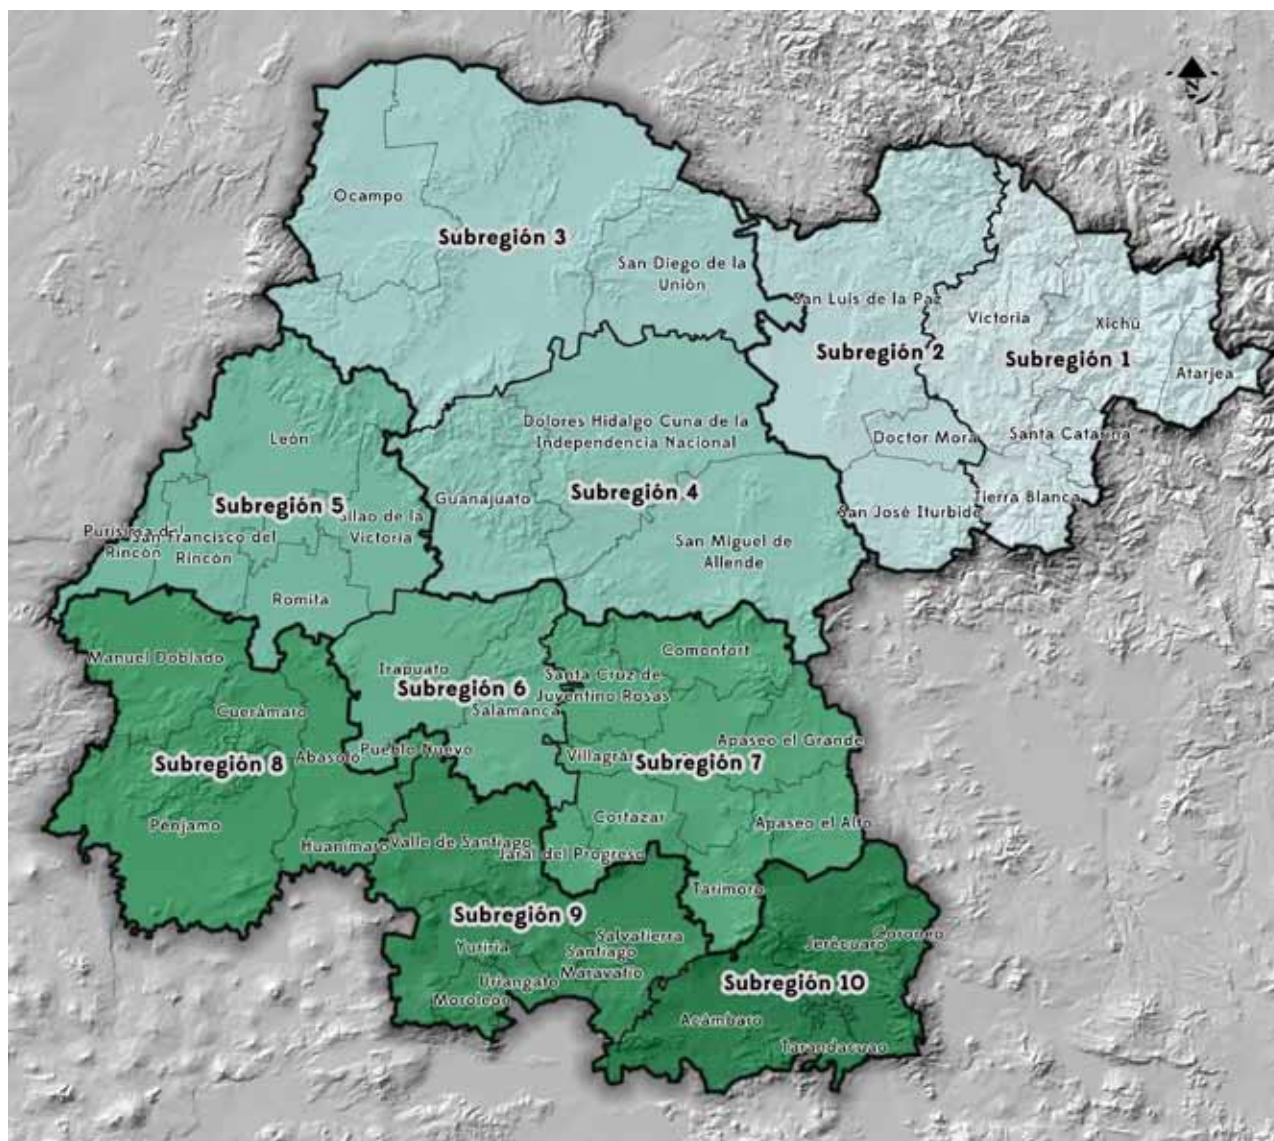 N
Ocampo
Subregión 3
San Diego de la
Unión
San Luis de la Paz
Victoria
Xichú
Subregión 2
Subregión 1
Atarjea
Dolores Hidalgo Cuna de la
Independencia Nacional
León
Doctor Mora
Santa Catarina
Guanajuato
Subregión 4
Subregión 5
Tierra Blanca
San José Iturbide
llao de la
Victoria
Purísima del
Rincón
San Francisco del
Rincón
San Miguel de
Allende
Romita
Manuel Doblado
Comonfort
Irapuato
Santa Cruz de
Juventino Rosas
Subregión 6
Salamanca
Cuerámaro
Apaseo el Grande
Abasolo
Pueblo Nuevo
Villagrán
Subregión 8
Subregión 7
Pénjamo
Cortazar
Apaseo el Alto
Huanímaro
Valle de Santiago
Jaral del Progreso
Tarimoro
Subregión 9
Salvatierra
Yuriria
Santiago
Maravatío
Jerécuaro
Coroneo
Uriangato
Moroleón
Subregión 10
Acámbaro
Tarandacuao